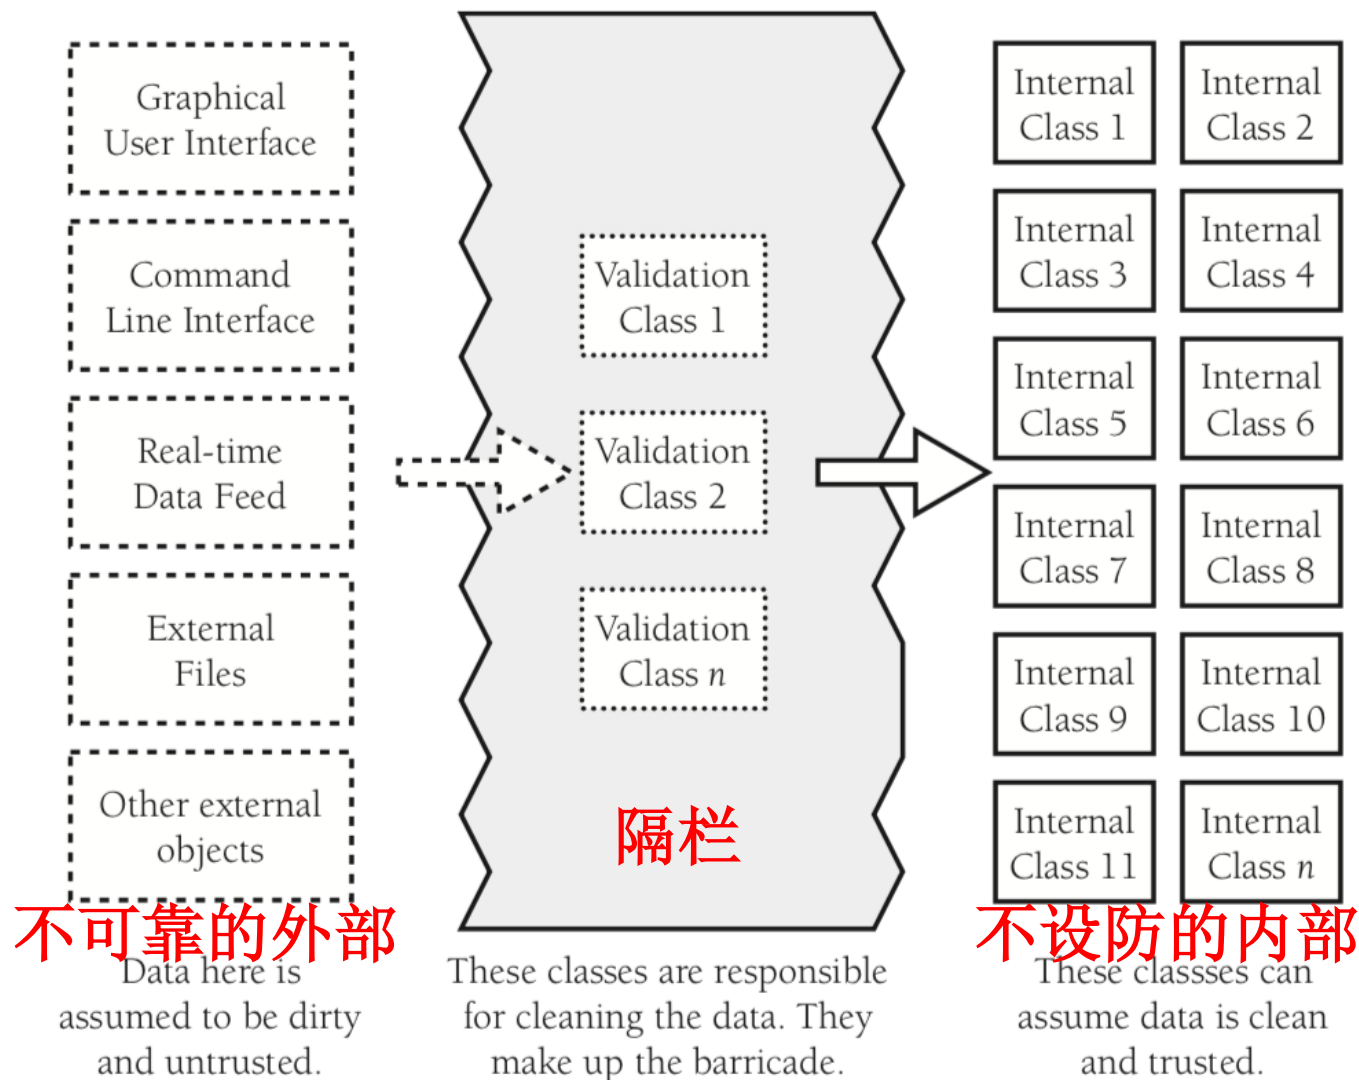 Graphical
User Interface
Command
Line Interface
Real-time
Data Feed
External
Files
Other external
objects
不可靠的外部
Data here is
assumed to be dirty
and untrusted.
Validation
Class 1
Validation
Class 2
Validation
Class n
隔栏
These classes are responsible
for cleaning the data. They
make up the barricade.
Internal
Class 1
Internal
Class 2
Internal
Class 3
Internal
Class 4
Internal
Class 5
Internal
Class 6
Internal
Class 7
Internal
Class 8
Internal
Class 9
Internal
Class 10
Internal
Class 11
Internal
Class n
不设防的内部
These classses can
assume data is clean
and trusted.